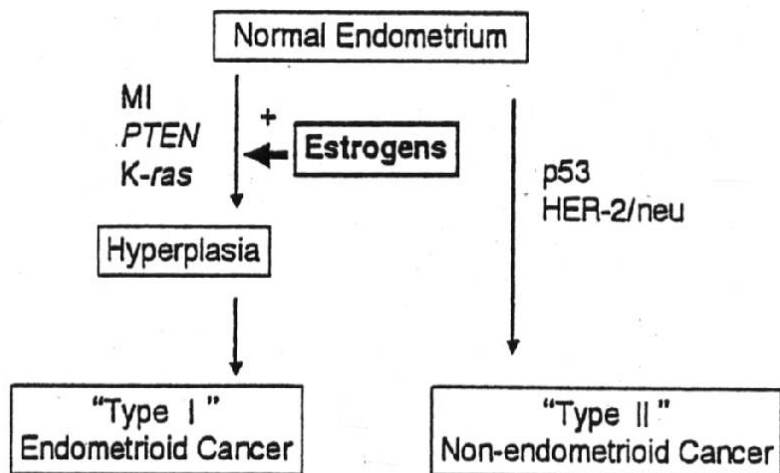 Normal Endometrium
MI
PTEN
K-ras
+
Estrogens
p53
HER-2/neu
Hyperplasia
“Type I”
Endometrioid Cancer
“Type II”
Non-endometrioid Cancer